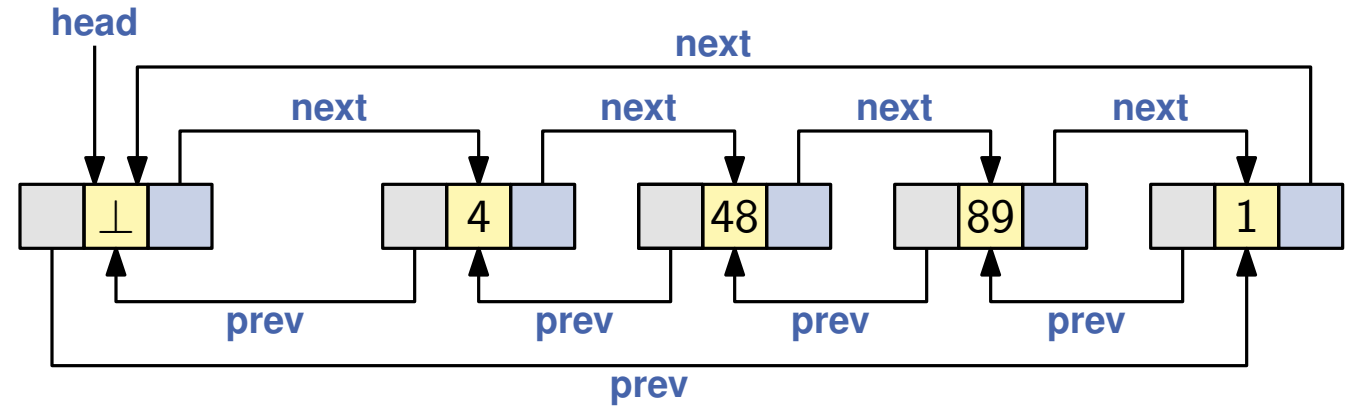 head
next
next next next next
⊥ 4 48 89 1
prev prev prev prev
prev